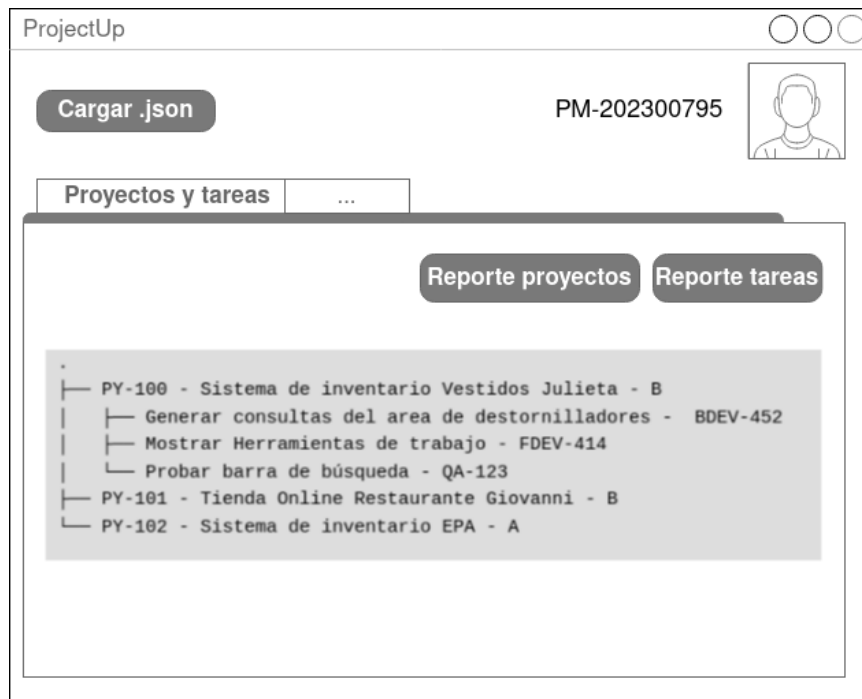 ProjectUp
Cargar .json
PM-202300795
Proyectos y tareas
...
Reporte proyectos
Reporte tareas
.
├── PY-100 - Sistema de inventario Vestidos Julieta - B
│   ├── Generar consultas del area de destornilladores -  BDEV-452
│   ├── Mostrar Herramientas de trabajo - FDEV-414
│   └── Probar barra de búsqueda - QA-123
├── PY-101 - Tienda Online Restaurante Giovanni - B
└── PY-102 - Sistema de inventario EPA - A